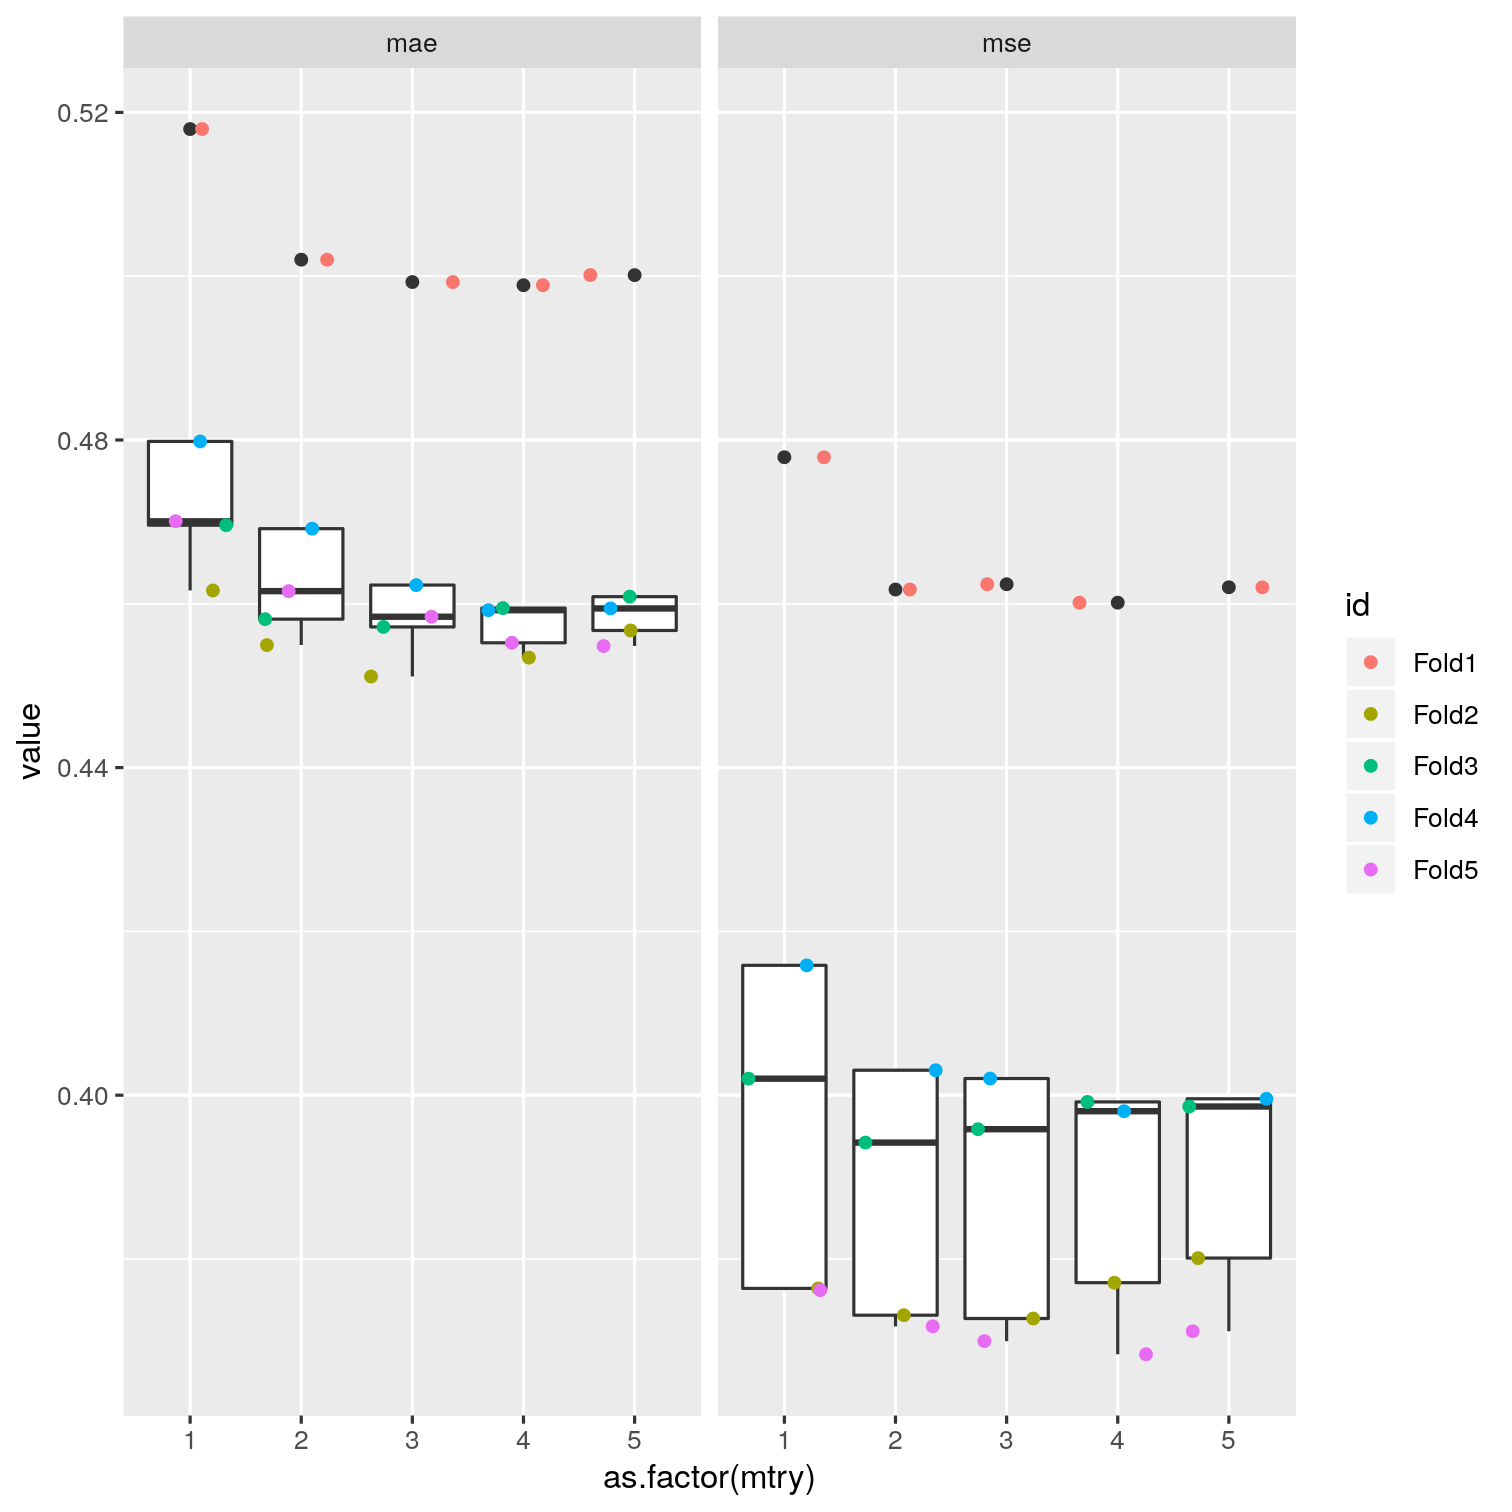 mae
mse
0.52
0.48
0.44
0.40
value
1 2 3 4 5
1 2 3 4 5
as.factor(mtry)
id
Fold1
Fold2
Fold3
Fold4
Fold5